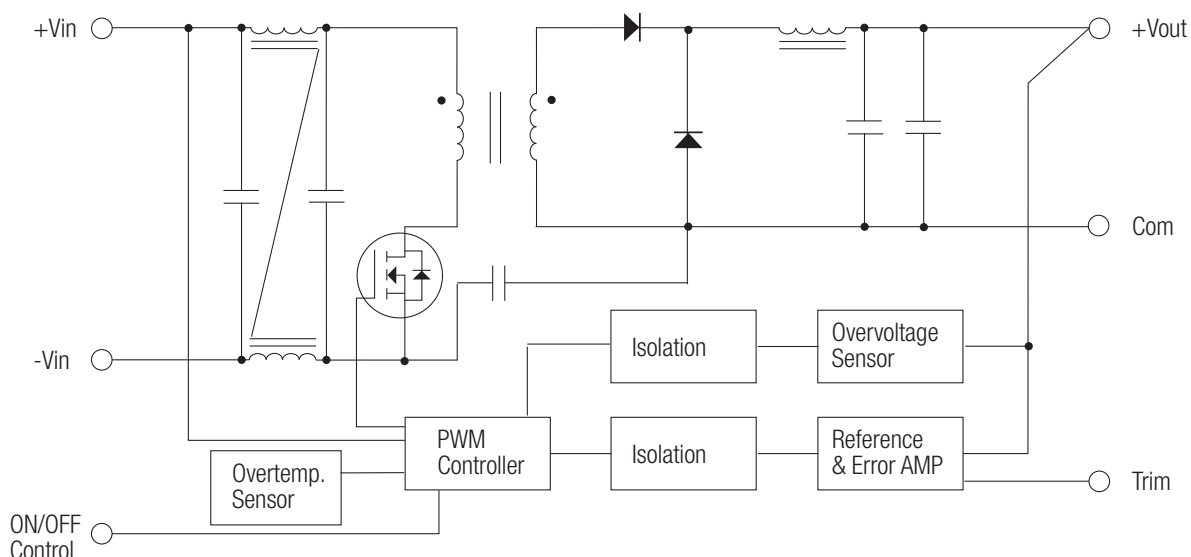 +Vin
+Vout
Com
-Vin
Isolation
Overvoltage
Sensor
PWM
Controller
Isolation
Reference
& Error AMP
Overtemp.
Sensor
Trim
ON/OFF
Control